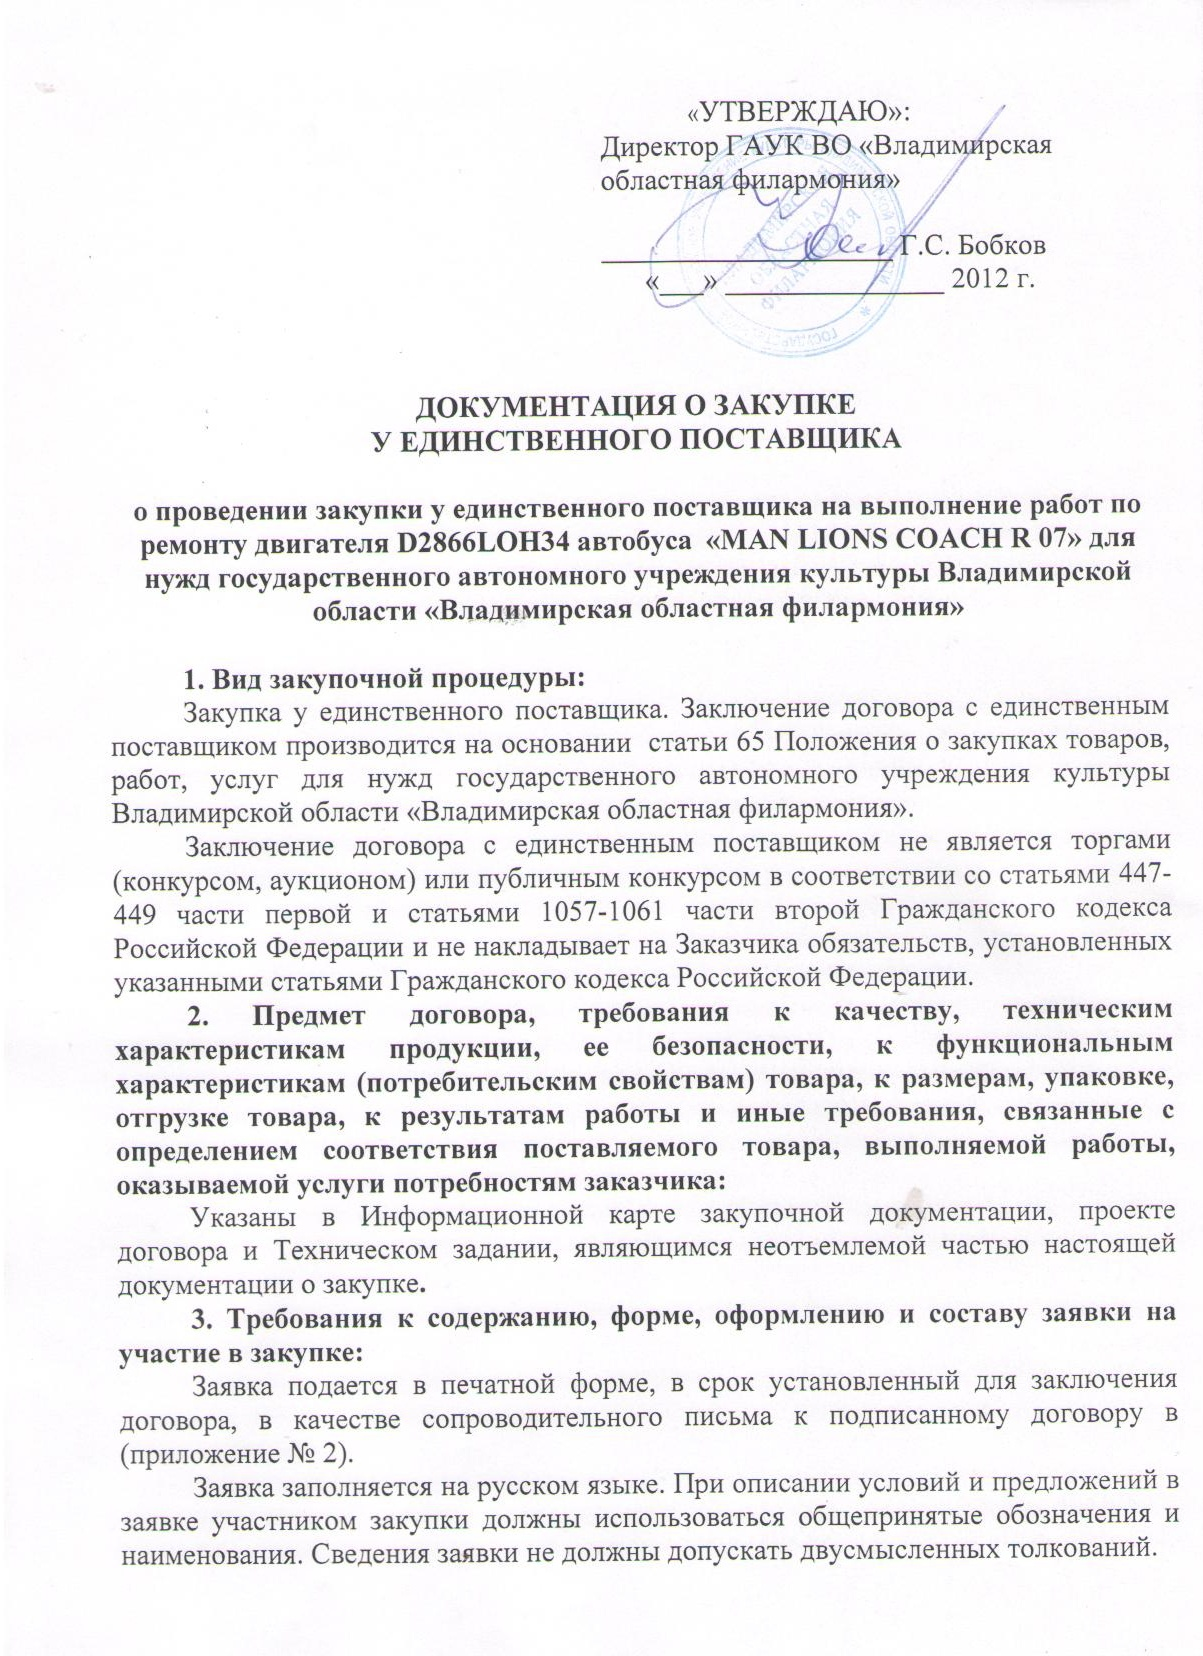 «УТВЕРЖДАЮ»:
Директор ГАУК ВО «Владимирская
областная филармония»
____________________ Г.С. Бобков
«___» _______________ 2012 г.
ВЛАДИМИРСКАЯ
ОБЛАСТНАЯ
ФИЛАРМОНИЯ
ДОКУМЕНТАЦИЯ О ЗАКУПКЕ
У ЕДИНСТВЕННОГО ПОСТАВЩИКА
о проведении закупки у единственного поставщика на выполнение работ по
ремонту двигателя D2866LOH34 автобуса «MAN LIONS COACH R 07» для
нужд государственного автономного учреждения культуры Владимирской
области «Владимирская областная филармония»
1. Вид закупочной процедуры:
Закупка у единственного поставщика. Заключение договора с единственным
поставщиком производится на основании статьи 65 Положения о закупках товаров,
работ, услуг для нужд государственного автономного учреждения культуры
Владимирской области «Владимирская областная филармония».
Заключение договора с единственным поставщиком не является торгами
(конкурсом, аукционом) или публичным конкурсом в соответствии со статьями 447-
449 части первой и статьями 1057-1061 части второй Гражданского кодекса
Российской Федерации и не накладывает на Заказчика обязательств, установленных
указанными статьями Гражданского кодекса Российской Федерации.
2. Предмет договора, требования к качеству, техническим
характеристикам продукции, ее безопасности, к функциональным
характеристикам (потребительским свойствам) товара, к размерам, упаковке,
отгрузке товара, к результатам работы и иные требования, связанные с
определением соответствия поставляемого товара, выполняемой работы,
оказываемой услуги потребностям заказчика:
Указаны в Информационной карте закупочной документации, проекте
договора и Техническом задании, являющимся неотъемлемой частью настоящей
документации о закупке.
3. Требования к содержанию, форме, оформлению и составу заявки на
участие в закупке:
Заявка подается в печатной форме, в срок установленный для заключения
договора, в качестве сопроводительного письма к подписанному договору в
(приложение № 2).
Заявка заполняется на русском языке. При описании условий и предложений в
заявке участником закупки должны использоваться общепринятые обозначения и
наименования. Сведения заявки не должны допускать двусмысленных толкований.